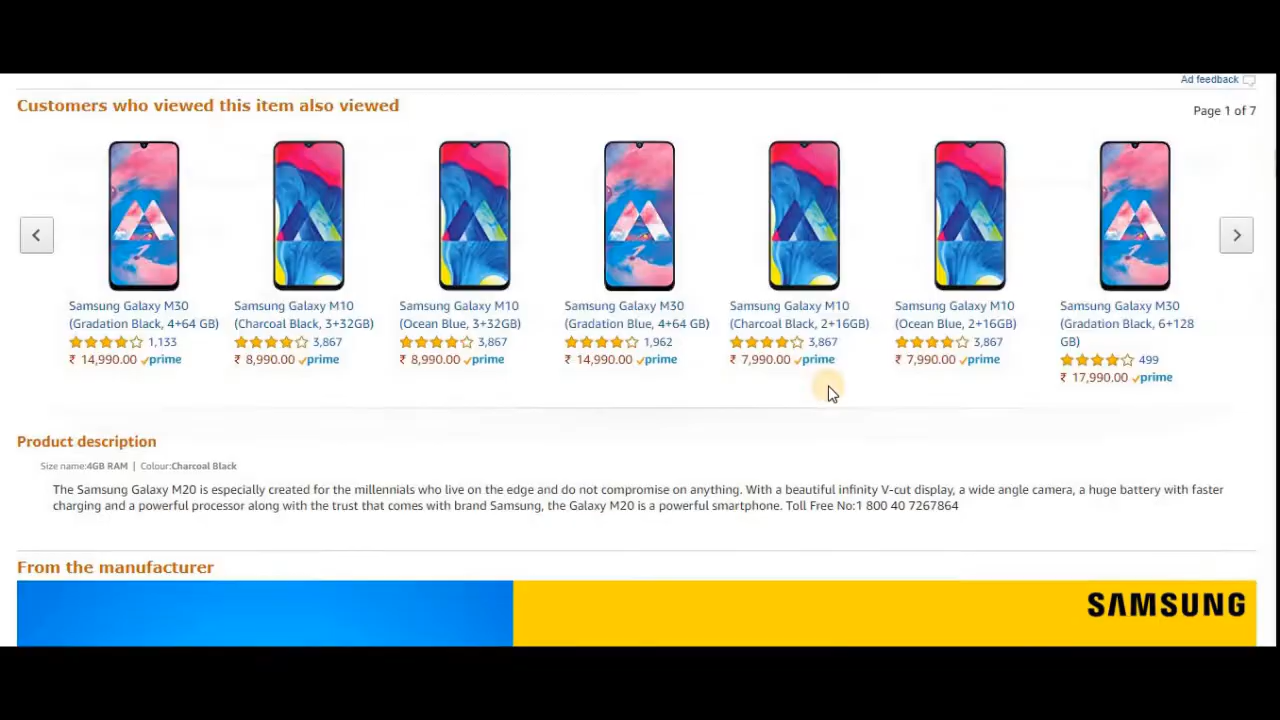 Ad feedback
Customers who viewed this item also viewed
Page 1 of 7
Samsung Galaxy M30
(Gradation Black, 4+64 GB)
1,133
₹ 14,990.00 prime
Samsung Galaxy M10
(Charcoal Black, 3+32GB)
3,867
₹ 8,990.00 prime
Samsung Galaxy M10
(Ocean Blue, 3+32GB)
3,867
₹ 8,990.00 prime
Samsung Galaxy M30
(Gradation Blue, 4+64 GB)
1,962
₹ 14,990.00 prime
Samsung Galaxy M10
(Charcoal Black, 2+16GB)
3,867
₹ 7,990.00 prime
Samsung Galaxy M10
(Ocean Blue, 2+16GB)
3,867
₹ 7,990.00 prime
Samsung Galaxy M30
(Gradation Black, 6+128
GB)
499
₹ 17,990.00 prime
Product description
Size name:4GB RAM | Colour:Charcoal Black
The Samsung Galaxy M20 is especially created for the millennials who live on the edge and do not compromise on anything. With a beautiful infinity V-cut display, a wide angle camera, a huge battery with faster
charging and a powerful processor along with the trust that comes with brand Samsung, the Galaxy M20 is a powerful smartphone. Toll Free No:1 800 40 7267864
From the manufacturer
SAMSUNG